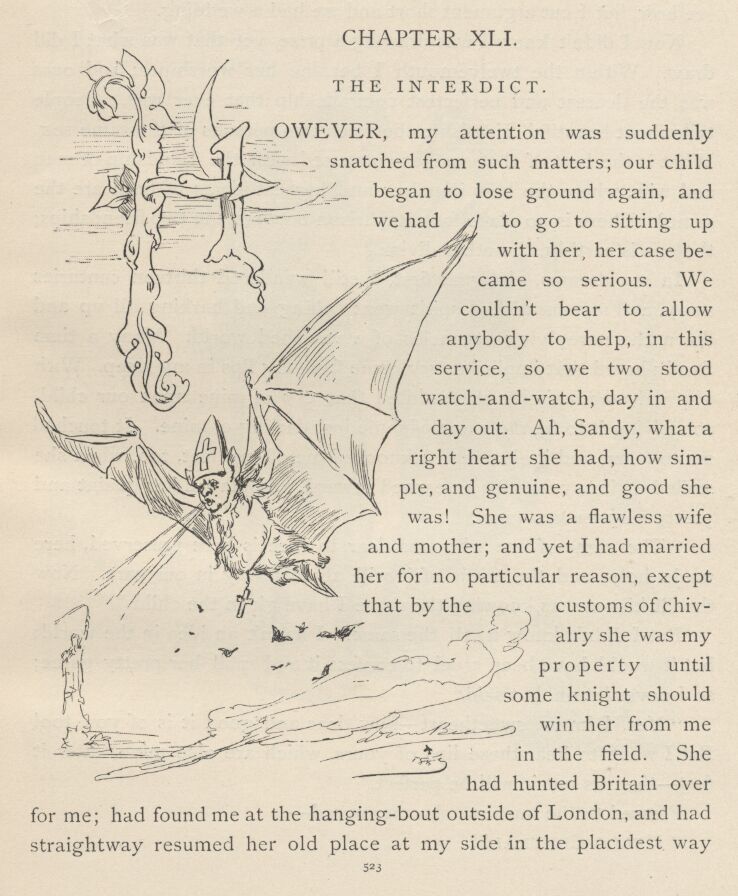 CHAPTER XLI.
THE INTERDICT.
HOWEVER, my attention was suddenly
snatched from such matters; our child
began to lose ground again, and
we had to go to sitting up
with her, her case be-
came so serious. We
couldn't bear to allow
anybody to help, in this
service, so we two stood
watch-and-watch, day in and
day out. Ah, Sandy, what a
right heart she had, how sim-
ple, and genuine, and good she
was! She was a flawless wife
and mother; and yet I had married
her for no particular reason, except
that by the customs of chiv-
alry she was my
property until
some knight should
win her from me
in the field. She
had hunted Britain over
for me; had found me at the hanging-bout outside of London, and had
straightway resumed her old place at my side in the placidest way
523